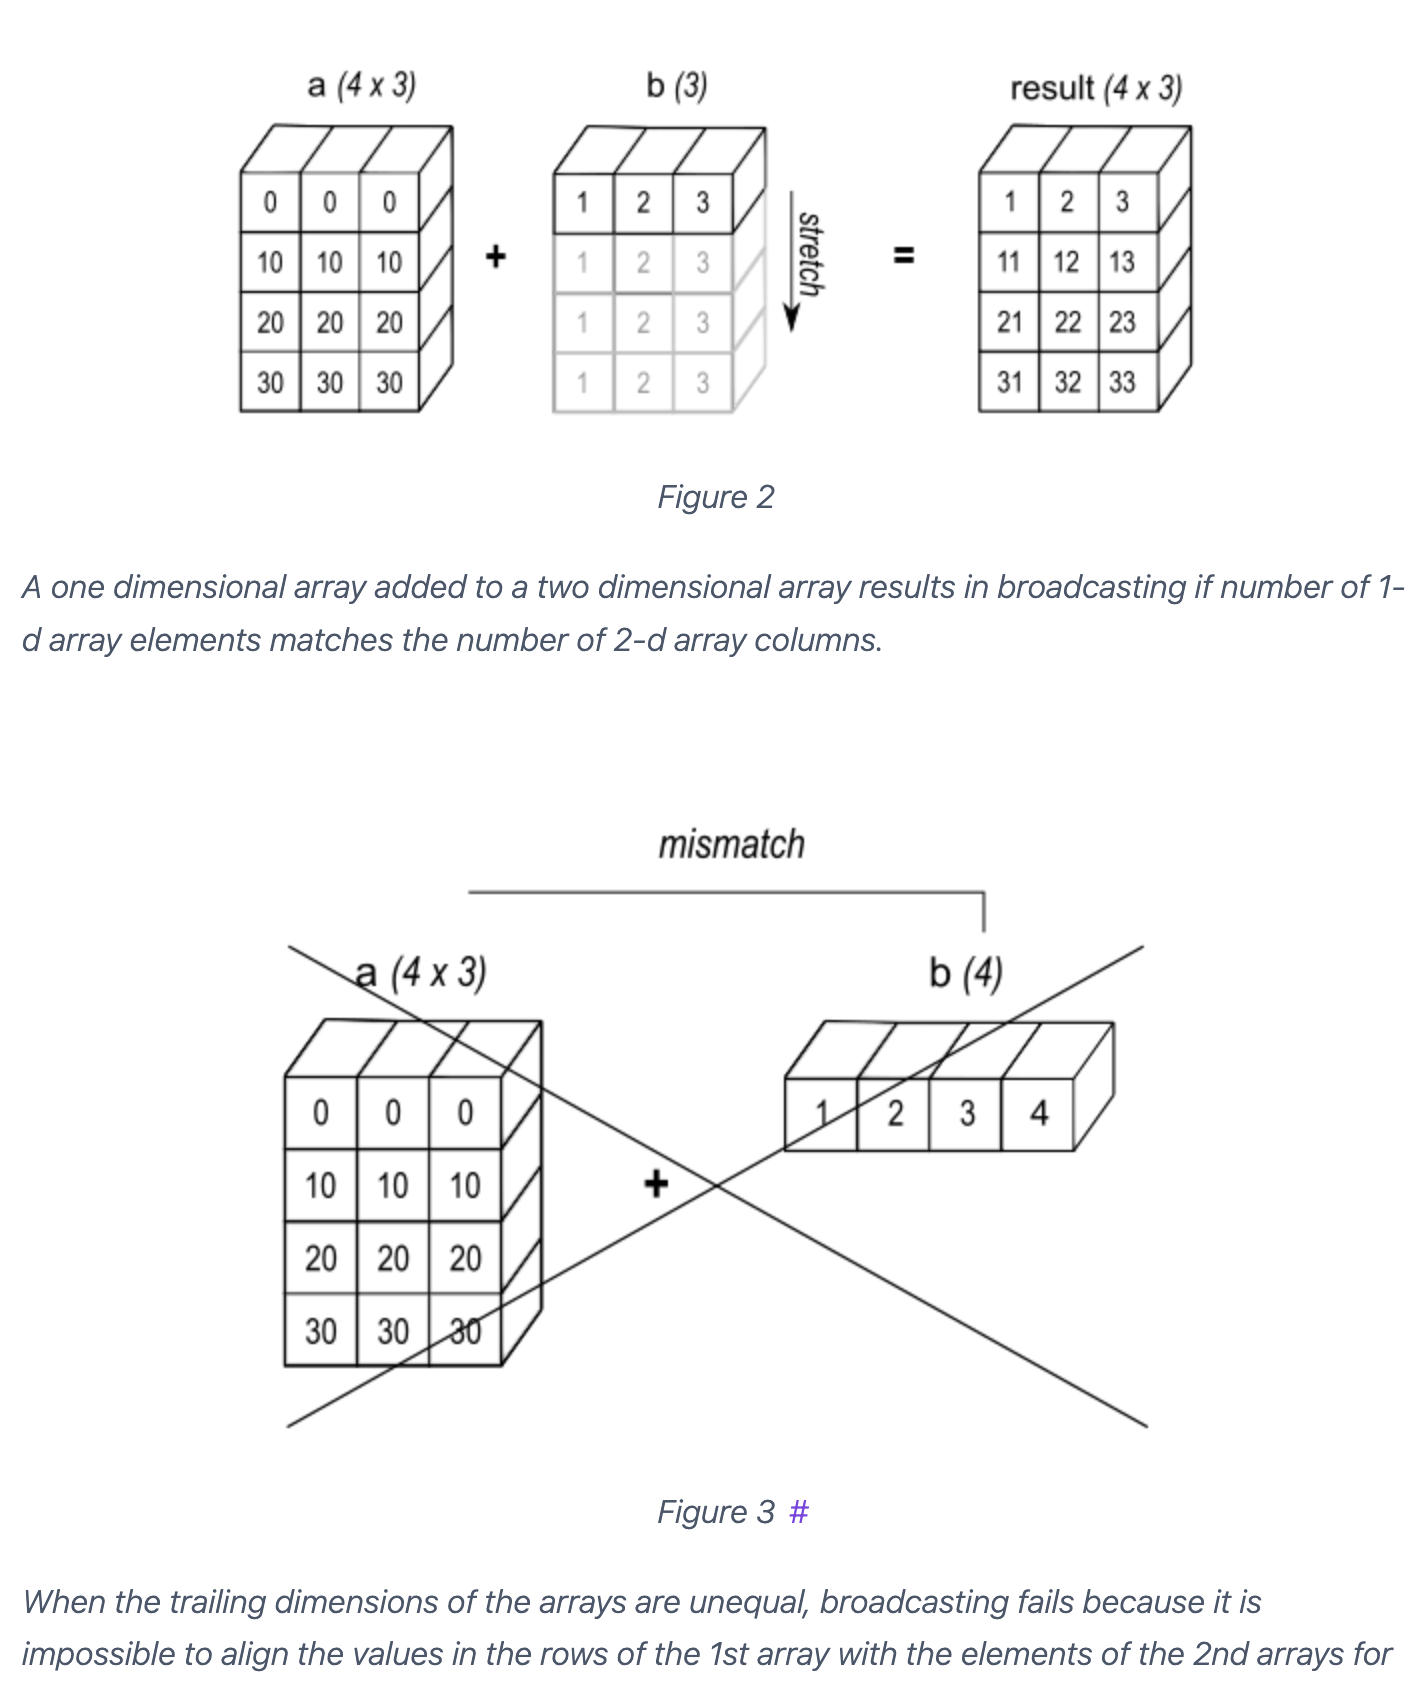 a (4 x 3) b (3) result (4 x 3)
0 0 0 1 2 3 1 2 3
10 10 10 1 2 3 11 12 13
+ stretch =
20 20 20 1 2 3 21 22 23
30 30 30 1 2 3 31 32 33
Figure 2
A one dimensional array added to a two dimensional array results in broadcasting if number of 1-
d array elements matches the number of 2-d array columns.
mismatch
a (4 x 3) b (4)
0 0 0 1 2 3 4
10 10 10 +
20 20 20
30 30 30
Figure 3 #
When the trailing dimensions of the arrays are unequal, broadcasting fails because it is
impossible to align the values in the rows of the 1st array with the elements of the 2nd arrays for